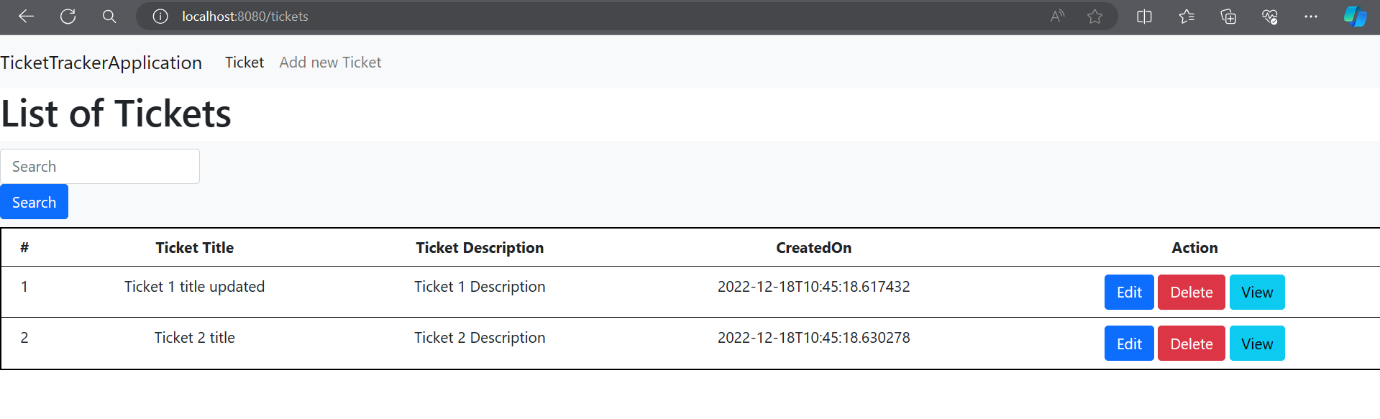 localhost:8080/tickets
TicketTrackerApplication Ticket Add new Ticket
List of Tickets
Search
Search
# Ticket Title Ticket Description CreatedOn Action
1 Ticket 1 title updated Ticket 1 Description 2022-12-18T10:45:18.617432 Edit Delete View
2 Ticket 2 title Ticket 2 Description 2022-12-18T10:45:18.630278 Edit Delete View